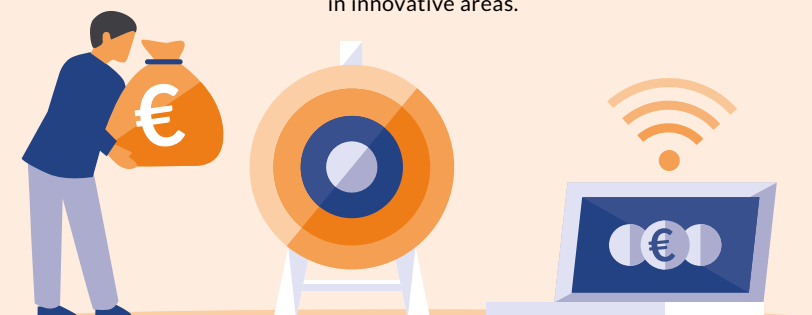 in innovative areas.
€
€